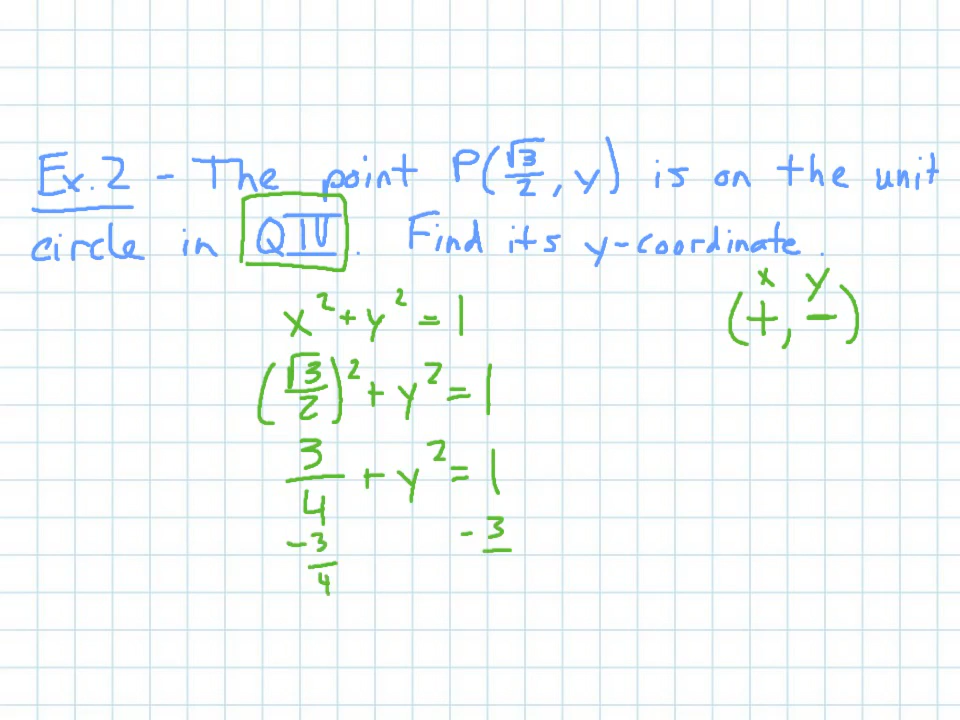 Ex. 2 - The point P(√3/2, y) is on the unit
circle in QIV. Find its y-coordinate.
x y
(+, −)
x² + y² = 1
(√3/2)² + y² = 1
3/4 + y² = 1
-3/4 -3